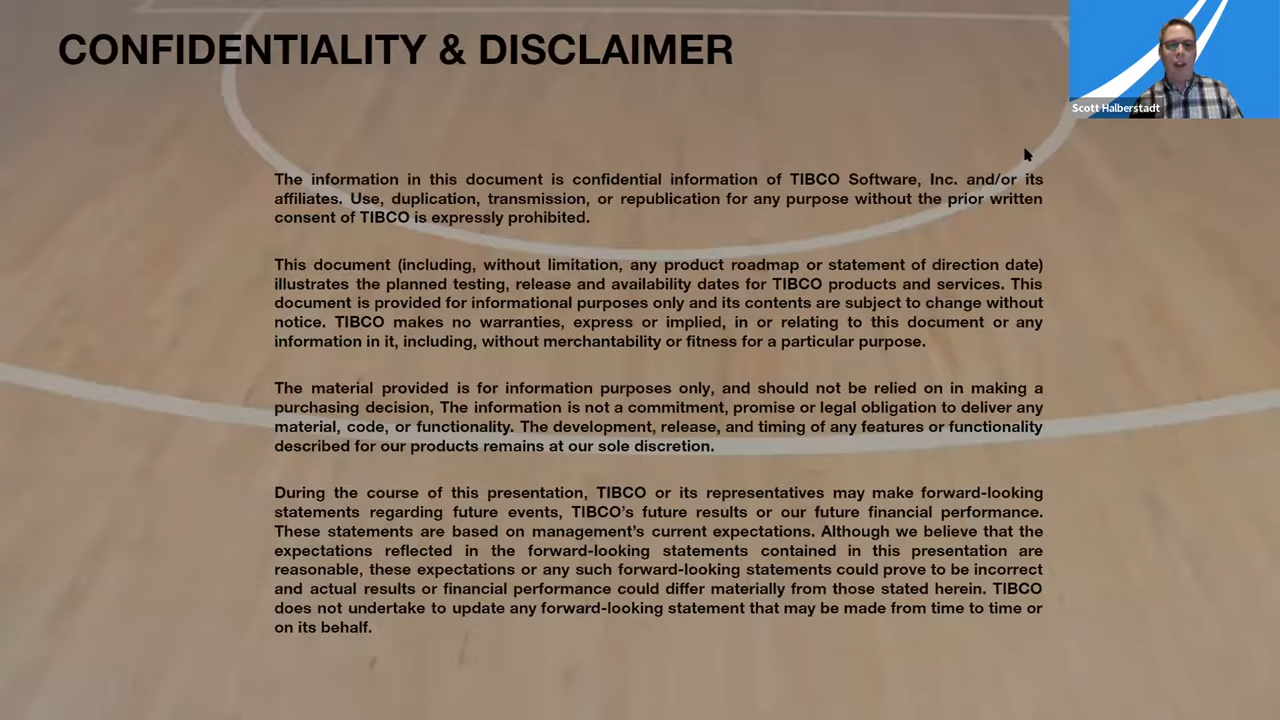 CONFIDENTIALITY & DISCLAIMER
Scott Halberstadt
The information in this document is confidential information of TIBCO Software, Inc. and/or its
affiliates. Use, duplication, transmission, or republication for any purpose without the prior written
consent of TIBCO is expressly prohibited.
This document (including, without limitation, any product roadmap or statement of direction date)
illustrates the planned testing, release and availability dates for TIBCO products and services. This
document is provided for informational purposes only and its contents are subject to change without
notice. TIBCO makes no warranties, express or implied, in or relating to this document or any
information in it, including, without merchantability or fitness for a particular purpose.
The material provided is for information purposes only, and should not be relied on in making a
purchasing decision, The information is not a commitment, promise or legal obligation to deliver any
material, code, or functionality. The development, release, and timing of any features or functionality
described for our products remains at our sole discretion.
During the course of this presentation, TIBCO or its representatives may make forward-looking
statements regarding future events, TIBCO’s future results or our future financial performance.
These statements are based on management’s current expectations. Although we believe that the
expectations reflected in the forward-looking statements contained in this presentation are
reasonable, these expectations or any such forward-looking statements could prove to be incorrect
and actual results or financial performance could differ materially from those stated herein. TIBCO
does not undertake to update any forward-looking statement that may be made from time to time or
on its behalf.